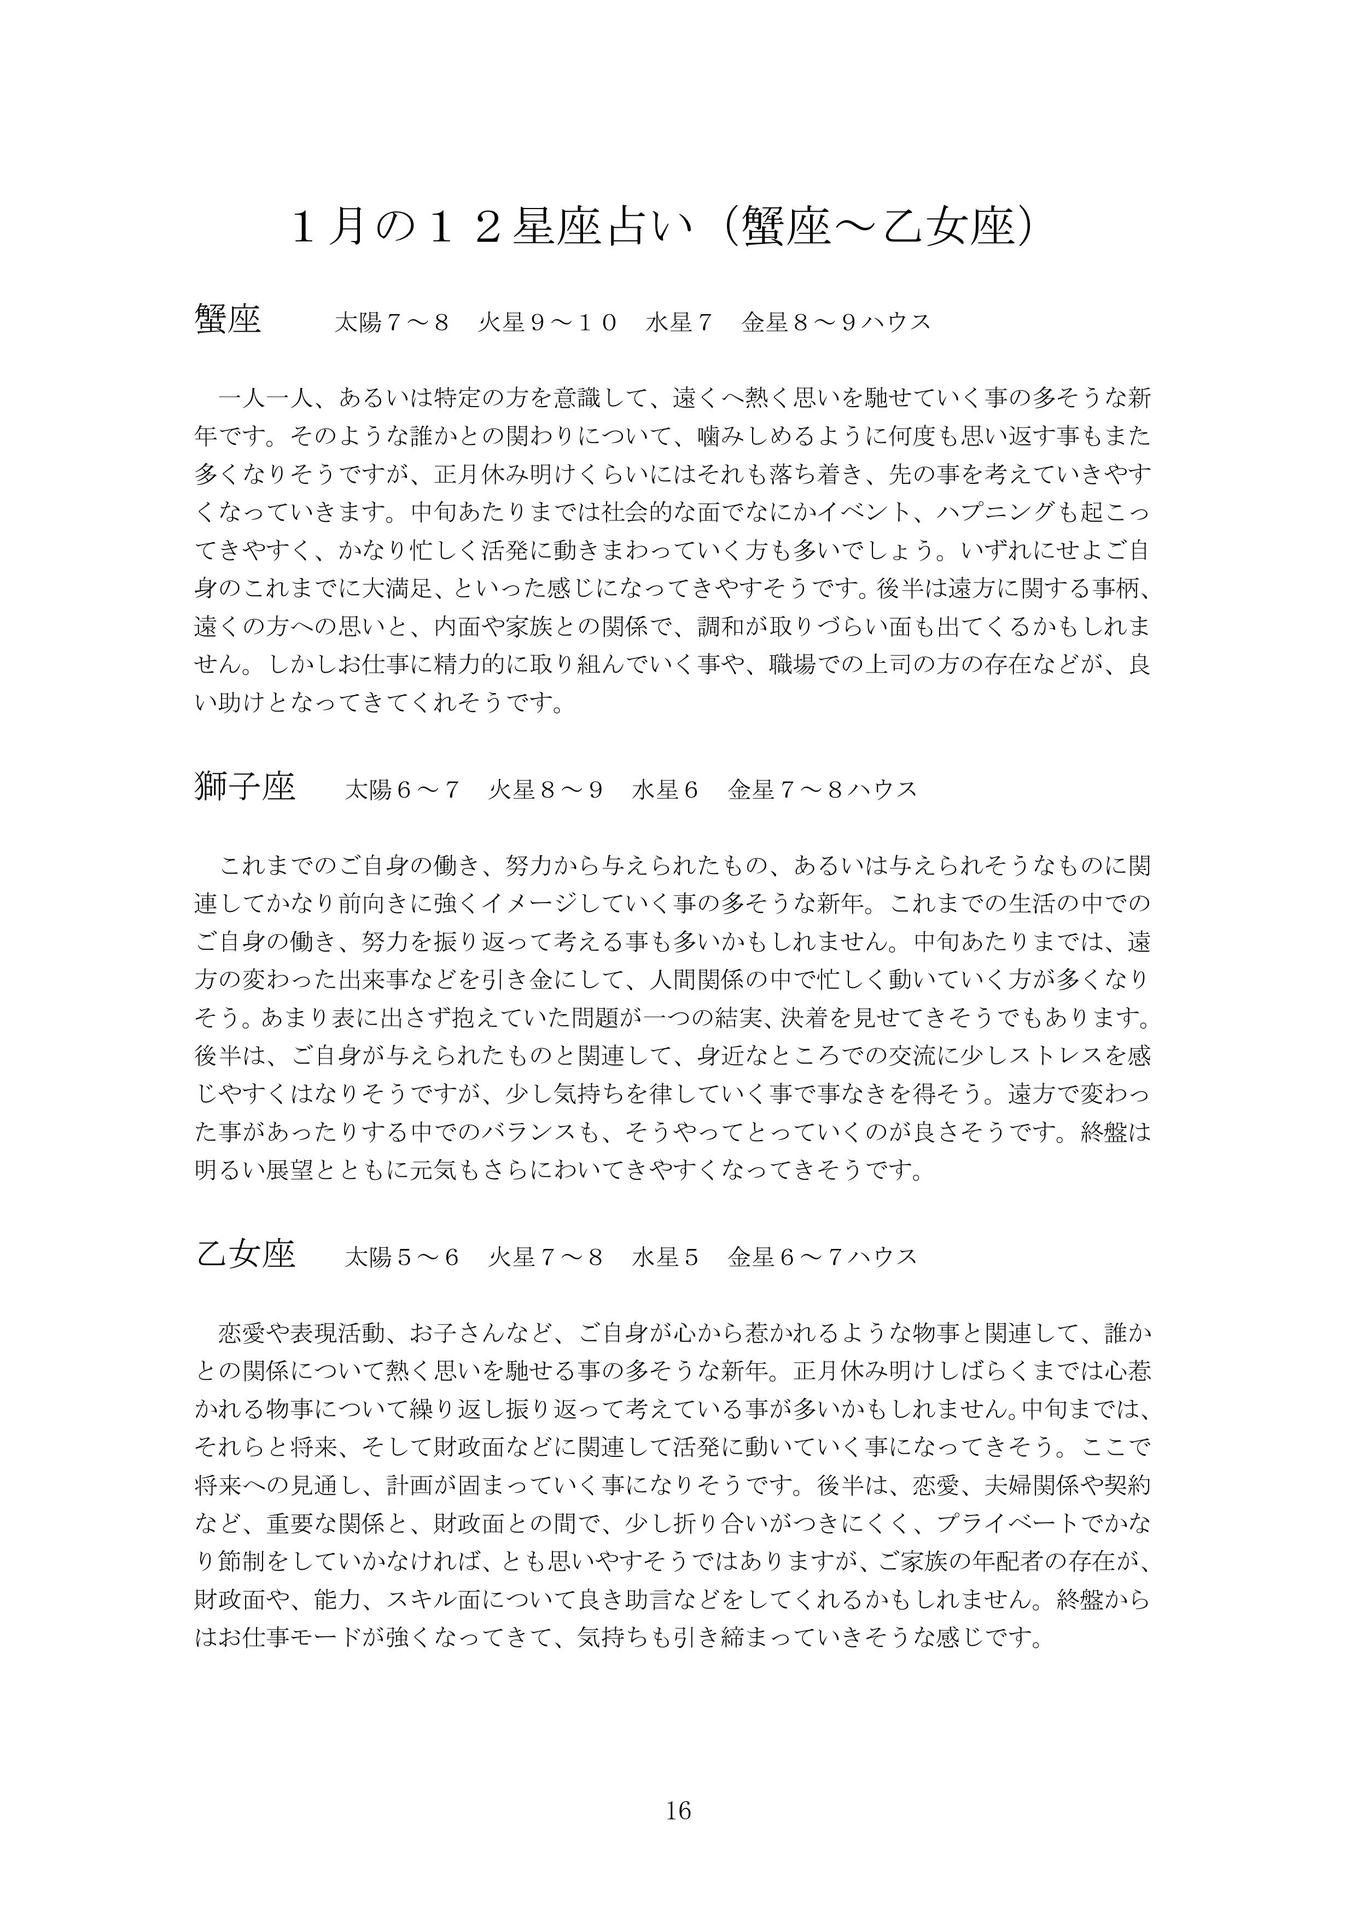 １月の１２星座占い（蟹座～乙女座）
蟹座　　太陽７～８　火星９～１０　水星７　金星８～９ハウス
　一人一人、あるいは特定の方を意識して、遠くへ熱く思いを馳せていく事の多そうな新
年です。そのような誰かとの関わりについて、噛みしめるように何度も思い返す事もまた
多くなりそうですが、正月休み明けくらいにはそれも落ち着き、先の事を考えていきやす
くなっていきます。中旬あたりまでは社会的な面でなにかイベント、ハプニングも起こっ
てきやすく、かなり忙しく活発に動きまわっていく方も多いでしょう。いずれにせよご自
身のこれまでに大満足、といった感じになってきやすそうです。後半は遠方に関する事柄、
遠くの方への思いと、内面や家族との関係で、調和が取りづらい面も出てくるかもしれま
せん。しかしお仕事に精力的に取り組んでいく事や、職場での上司の方の存在などが、良
い助けとなってきてくれそうです。
獅子座　　太陽６～７　火星８～９　水星６　金星７～８ハウス
　これまでのご自身の働き、努力から与えられたもの、あるいは与えられそうなものに関
連してかなり前向きに強くイメージしていく事の多そうな新年。これまでの生活の中での
ご自身の働き、努力を振り返って考える事も多いかもしれません。中旬あたりまでは、遠
方の変わった出来事などを引き金にして、人間関係の中で忙しく動いていく方が多くなり
そう。あまり表に出さず抱えていた問題が一つの結実、決着を見せてきそうでもあります。
後半は、ご自身が与えられたものと関連して、身近なところでの交流に少しストレスを感
じやすくはなりそうですが、少し気持ちを律していく事で事なきを得そう。遠方で変わっ
た事があったりする中でのバランスも、そうやってとっていくのが良さそうです。終盤は
明るい展望とともに元気もさらにわいてきやすくなってきそうです。
乙女座　　太陽５～６　火星７～８　水星５　金星６～７ハウス
　恋愛や表現活動、お子さんなど、ご自身が心から惹かれるような物事と関連して、誰か
との関係について熱く思いを馳せる事の多そうな新年。正月休み明けしばらくまでは心惹
かれる物事について繰り返し振り返って考えている事が多いかもしれません。中旬までは、
それらと将来、そして財政面などに関連して活発に動いていく事になってきそう。ここで
将来への見通し、計画が固まっていく事になりそうです。後半は、恋愛、夫婦関係や契約
など、重要な関係と、財政面との間で、少し折り合いがつきにくく、プライベートでかな
り節制をしていかなければ、とも思いやすそうではありますが、ご家族の年配者の存在が、
財政面や、能力、スキル面について良き助言などをしてくれるかもしれません。終盤から
はお仕事モードが強くなってきて、気持ちも引き締まっていきそうな感じです。
16